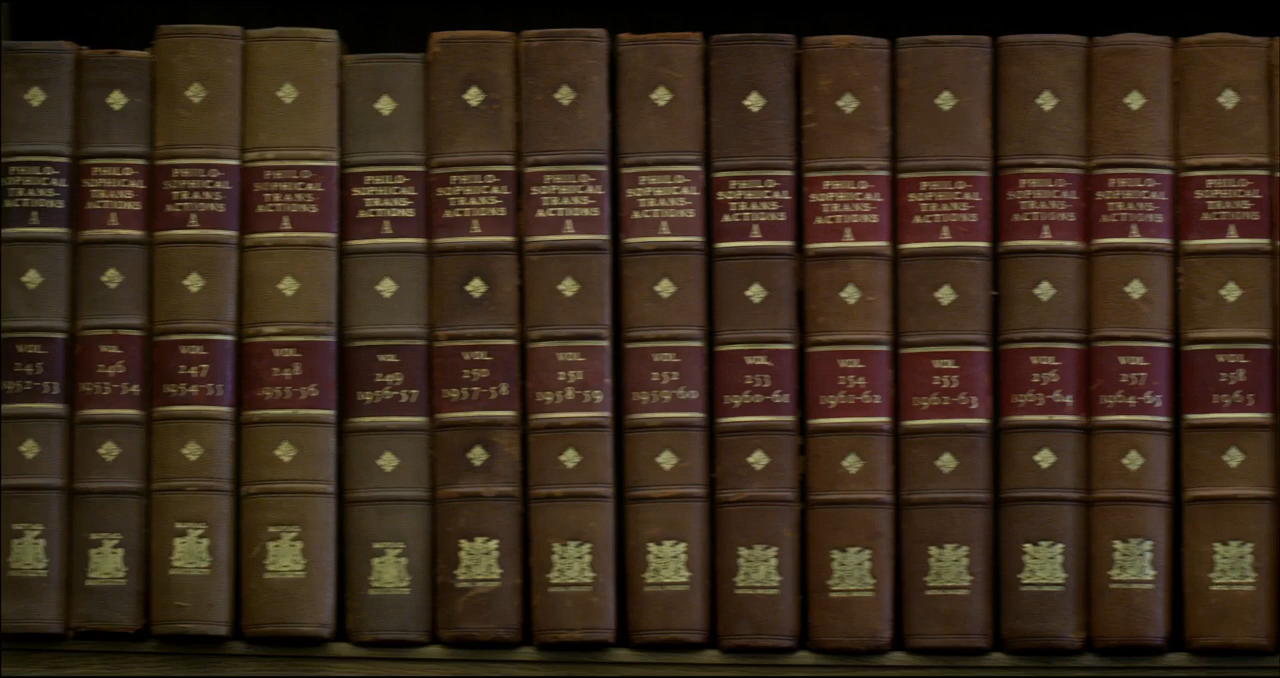 PHILO-
SOPHICAL
TRANS-
ACTIONS
A
VOL.
245
1952-53
PHILO-
SOPHICAL
TRANS-
ACTIONS
A
VOL.
246
1953-54
PHILO-
SOPHICAL
TRANS-
ACTIONS
A
VOL.
247
1954-55
PHILO-
SOPHICAL
TRANS-
ACTIONS
A
VOL.
248
1955-56
PHILO-
SOPHICAL
TRANS-
ACTIONS
A
VOL.
249
1956-57
PHILO-
SOPHICAL
TRANS-
ACTIONS
A
VOL.
250
1957-58
PHILO-
SOPHICAL
TRANS-
ACTIONS
A
VOL.
251
1958-59
PHILO-
SOPHICAL
TRANS-
ACTIONS
A
VOL.
252
1959-60
PHILO-
SOPHICAL
TRANS-
ACTIONS
A
VOL.
253
1960-61
PHILO-
SOPHICAL
TRANS-
ACTIONS
A
VOL.
254
1961-62
PHILO-
SOPHICAL
TRANS-
ACTIONS
A
VOL.
255
1962-63
PHILO-
SOPHICAL
TRANS-
ACTIONS
A
VOL.
256
1963-64
PHILO-
SOPHICAL
TRANS-
ACTIONS
A
VOL.
257
1964-65
PHILO-
SOPHICAL
TRANS-
ACTIONS
A
VOL.
258
1965